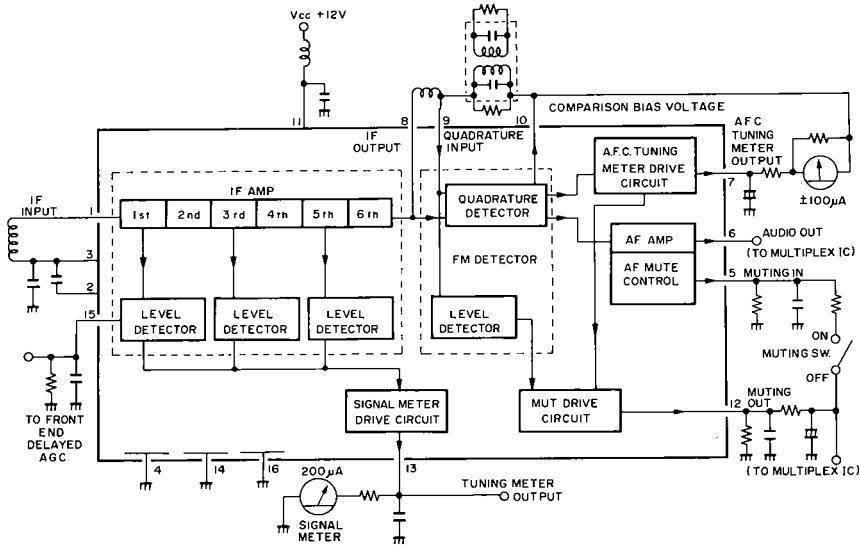 Vcc +12V
11
8
9
10
IF
OUTPUT
QUADRATURE
INPUT
COMPARISON BIAS VOLTAGE
A F C
TUNING
METER
OUTPUT
7
±100μA
IF
INPUT
1
3
2
15
IF AMP
1st 2nd 3rd 4th 5th 6th
LEVEL
DETECTOR
LEVEL
DETECTOR
LEVEL
DETECTOR
QUADRATURE
DETECTOR
FM DETECTOR
LEVEL
DETECTOR
A.F.C. TUNING
METER DRIVE
CIRCUIT
AF AMP
AF MUTE
CONTROL
6
AUDIO OUT
(TO MULTIPLEX IC)
5 MUTING IN
ON
MUTING SW.
OFF
TO FRONT
END
DELAYED
AGC
SIGNAL METER
DRIVE CIRCUIT
MUT DRIVE
CIRCUIT
12
MUTING
OUT
(TO MULTIPLEX IC)
4
14
16
13
200μA
SIGNAL
METER
TUNING METER
OUTPUT